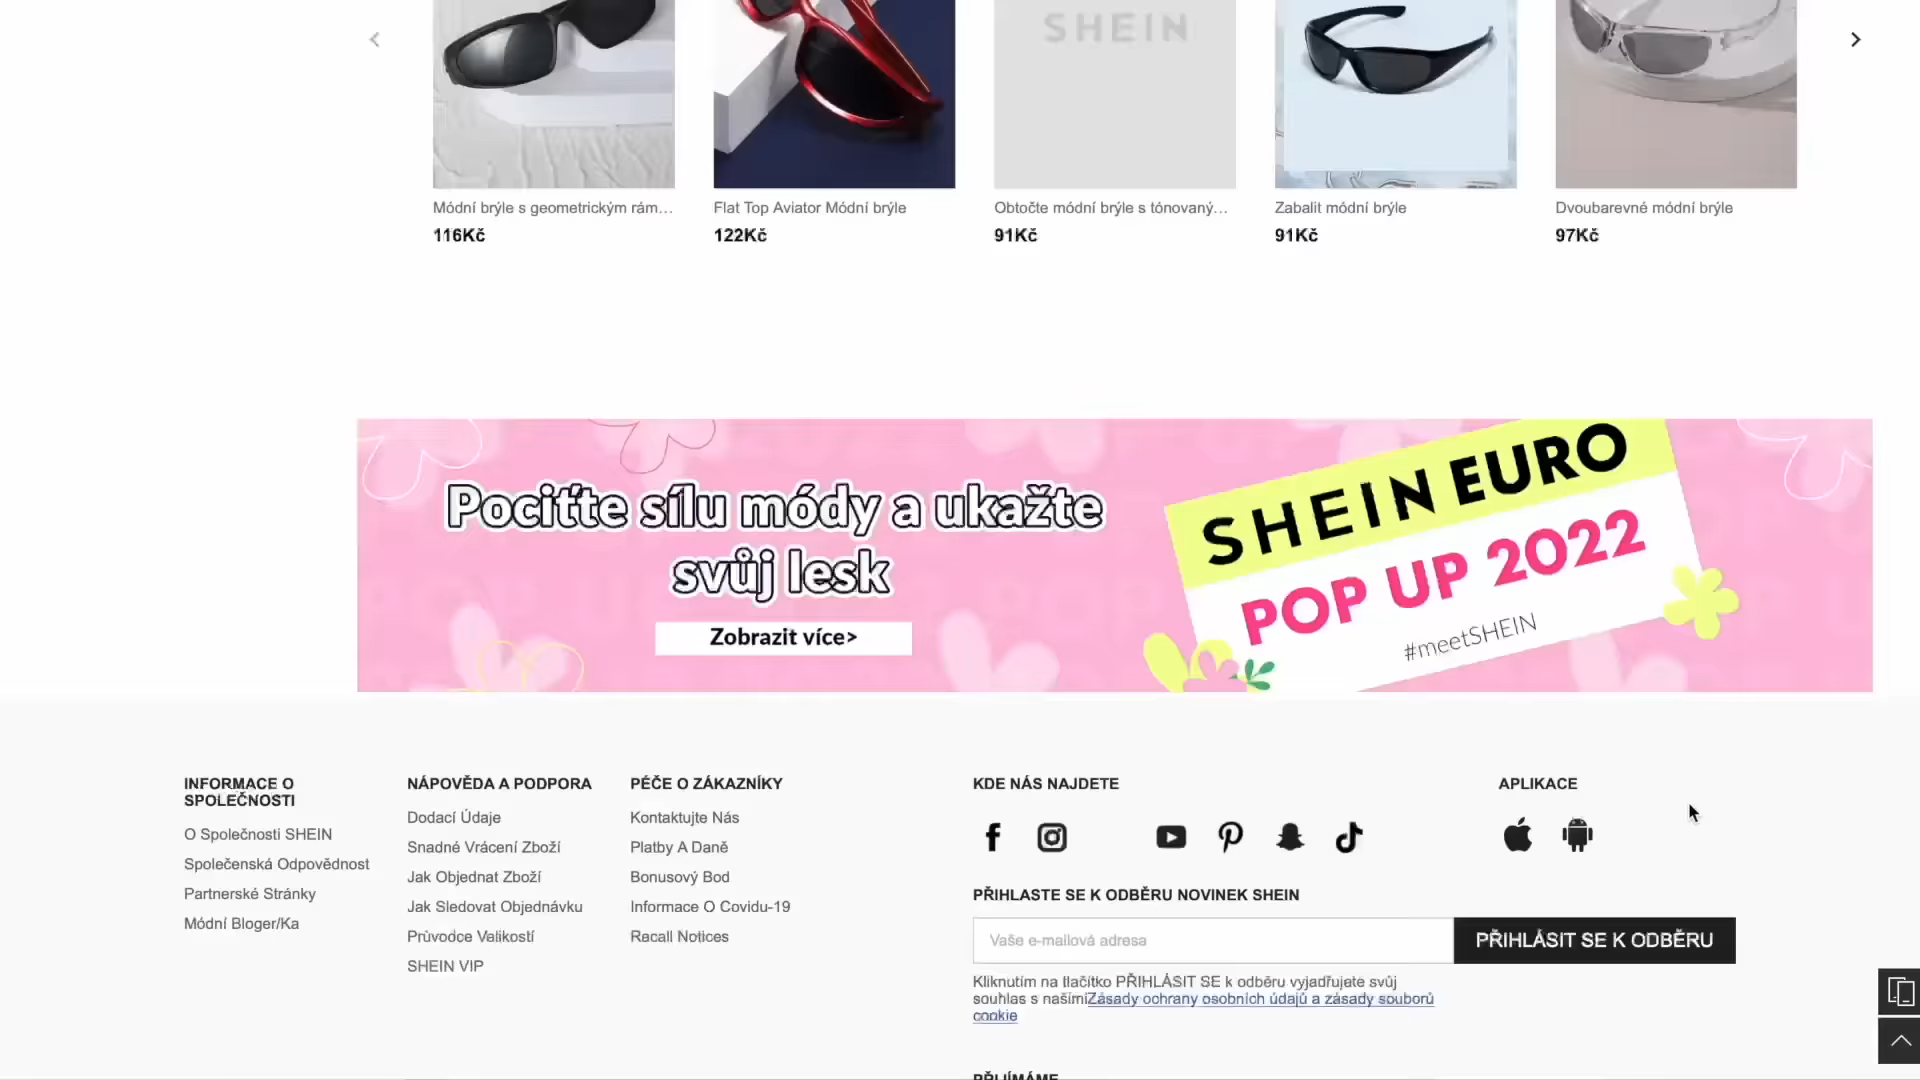 SHEIN
Módní brýle s geometrickým rám...
116Kč
Flat Top Aviator Módní brýle
122Kč
Obtočte módní brýle s tónovaný...
91Kč
Zabalit módní brýle
91Kč
Dvoubarevné módní brýle
97Kč
Pociťte sílu módy a ukažte
svůj lesk
Zobrazit více>
SHEIN EURO
POP UP 2022
#meetSHEIN
INFORMACE O
SPOLEČNOSTI
O Společnosti SHEIN
Společenská Odpovědnost
Partnerské Stránky
Módní Bloger/Ka
NÁPOVĚDA A PODPORA
Dodací Údaje
Snadné Vrácení Zboží
Jak Objednat Zboží
Jak Sledovat Objednávku
Průvodce Velikostí
SHEIN VIP
PÉČE O ZÁKAZNÍKY
Kontaktujte Nás
Platby A Daně
Bonusový Bod
Informace O Covidu-19
Recall Notices
KDE NÁS NAJDETE
APLIKACE
PŘIHLASTE SE K ODBĚRU NOVINEK SHEIN
Vaše e-mailová adresa
PŘIHLÁSIT SE K ODBĚRU
Kliknutím na tlačítko PŘIHLÁSIT SE k odběru vyjadřujete svůj
souhlas s našimiZásady ochrany osobních údajů a zásady souborů
cookie
PŘIJÍMÁME